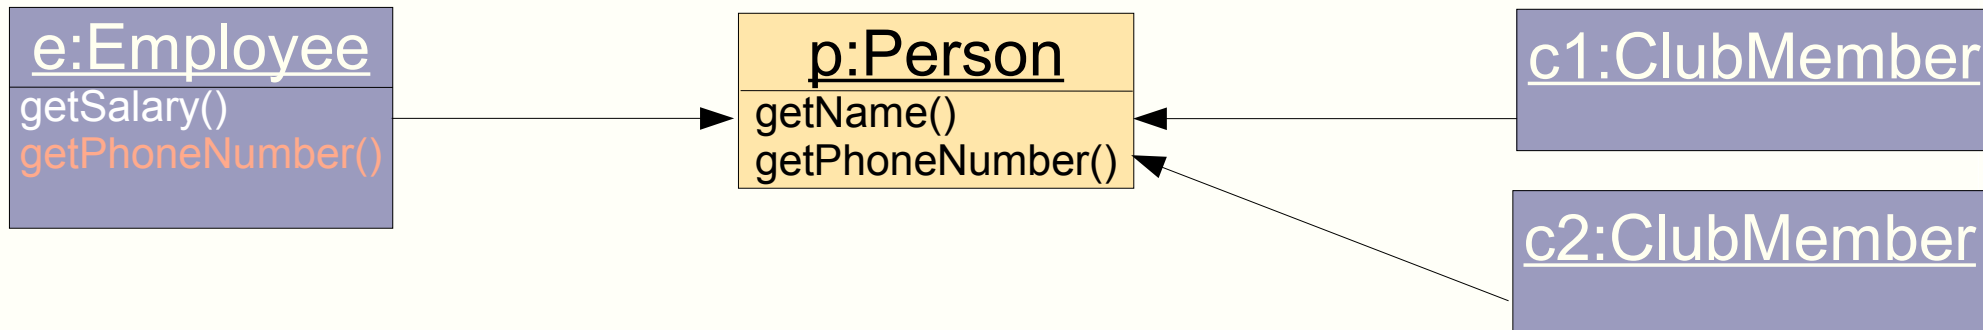 e:Employee
getSalary()
getPhoneNumber()
p:Person
getName()
getPhoneNumber()
c1:ClubMember
c2:ClubMember